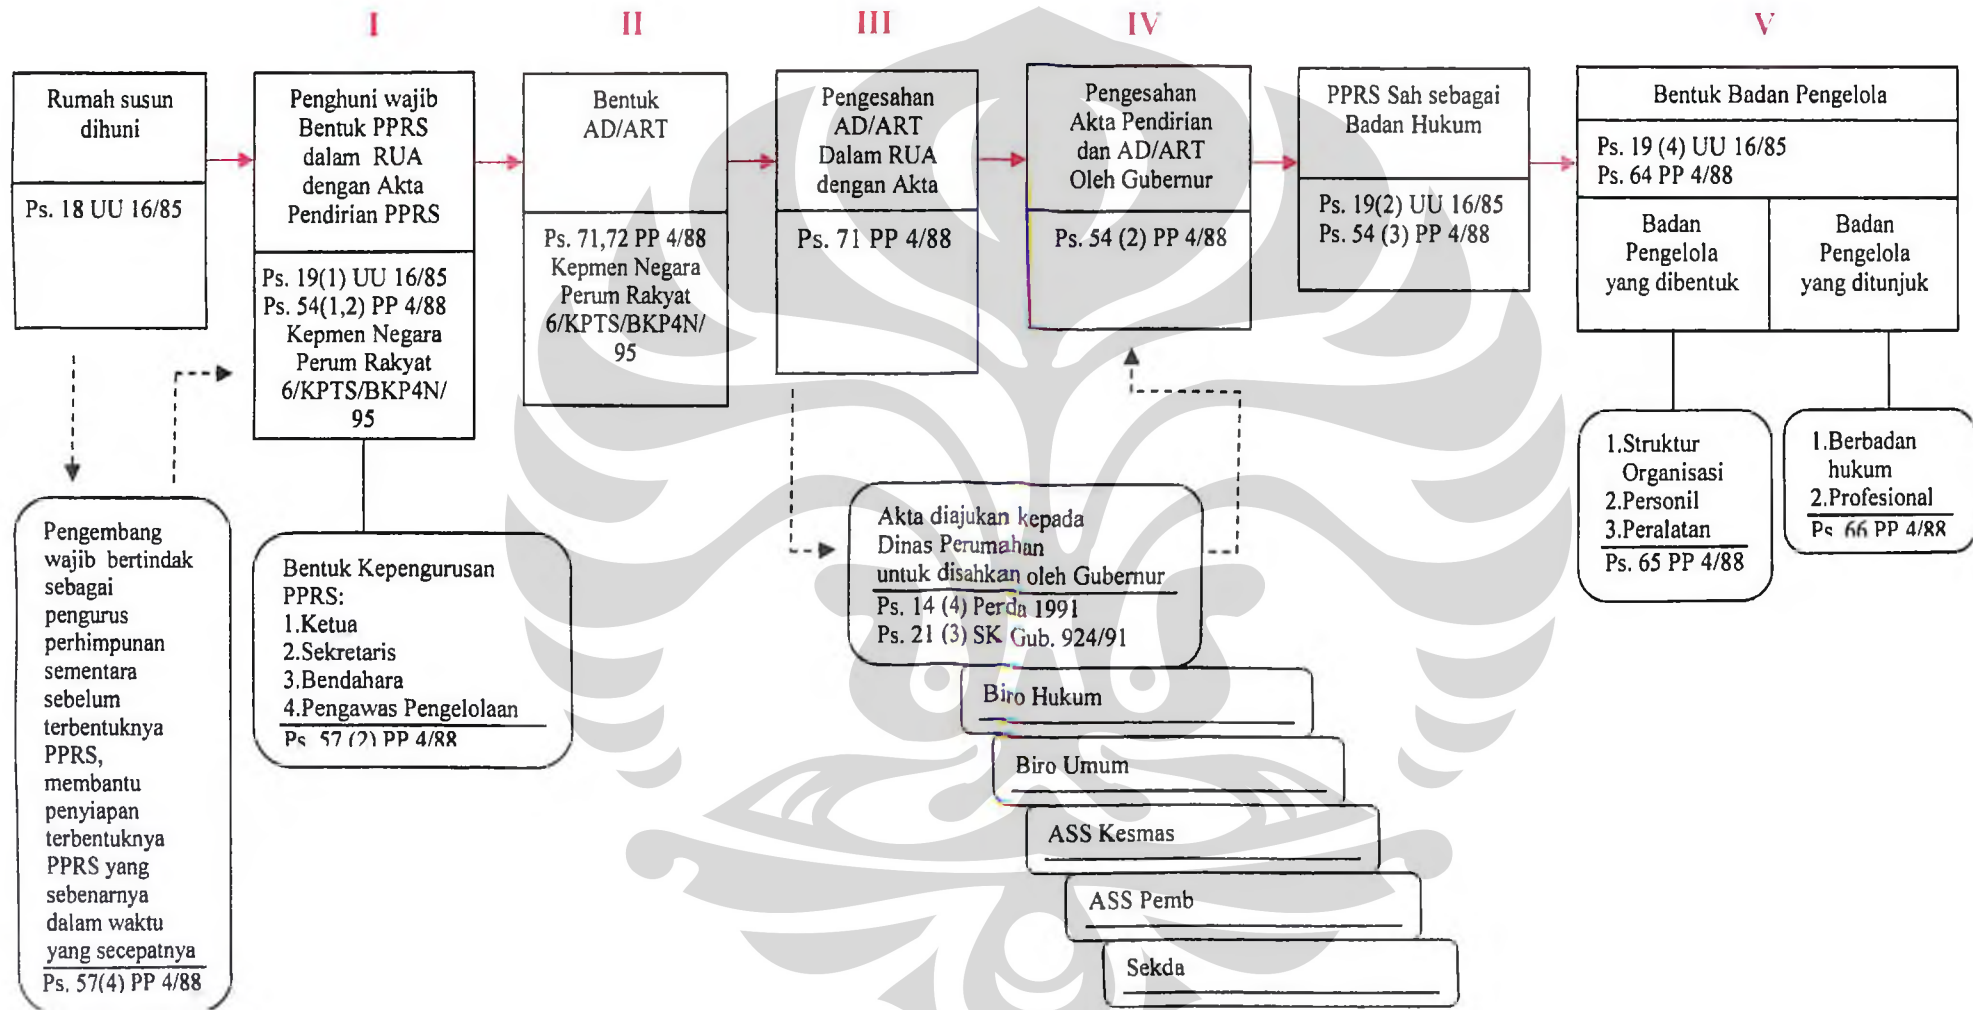 I
II
III
IV
V
Rumah susun
dihuni
Ps. 18 UU 16/85
Penghuni wajib
Bentuk PPRS
dalam RUA
dengan Akta
Pendirian PPRS
Ps. 19(1) UU 16/85
Ps. 54(1,2) PP 4/88
Kepmen Negara
Perum Rakyat
6/KPTS/BKP4N/
95
Bentuk
AD/ART
Ps. 71,72 PP 4/88
Kepmen Negara
Perum Rakyat
6/KPTS/BKP4N/
95
Pengesahan
AD/ART
Dalam RUA
dengan Akta
Ps. 71 PP 4/88
Pengesahan
Akta Pendirian
dan AD/ART
Oleh Gubernur
Ps. 54 (2) PP 4/88
PPRS Sah sebagai
Badan Hukum
Ps. 19(2) UU 16/85
Ps. 54 (3) PP 4/88
Bentuk Badan Pengelola
Ps. 19 (4) UU 16/85
Ps. 64 PP 4/88
Badan
Pengelola
yang dibentuk
Badan
Pengelola
yang ditunjuk
Pengembang
wajib bertindak
sebagai
pengurus
perhimpunan
sementara
sebelum
terbentuknya
PPRS,
membantu
penyiapan
terbentuknya
PPRS yang
sebenarnya
dalam waktu
yang secepatnya
Ps. 57(4) PP 4/88
Bentuk Kepengurusan
PPRS:
1.Ketua
2.Sekretaris
3.Bendahara
4.Pengawas Pengelolaan
Ps. 57 (2) PP 4/88
Akta diajukan kepada
Dinas Perumahan
untuk disahkan oleh Gubernur
Ps. 14 (4) Perda 1991
Ps. 21 (3) SK Gub. 924/91
Biro Hukum
Biro Umum
ASS Kesmas
ASS Pemb
Sekda
1.Struktur
Organisasi
2.Personil
3.Peralatan
Ps. 65 PP 4/88
1.Berbadan
hukum
2.Profesional
Ps. 66 PP 4/88